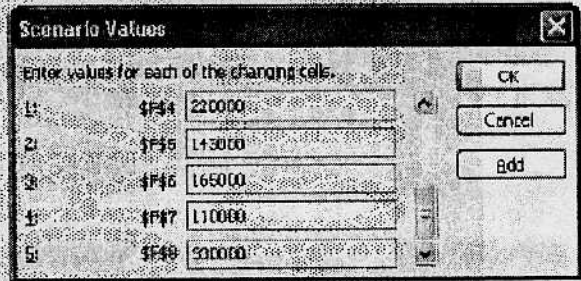 Scenario Values
Enter values for each of the changing cells.
1: $F$4 220000
2: $F$5 143000
3: $F$6 165000
4: $F$7 110000
5: $F$8
OK
Cancel
Add